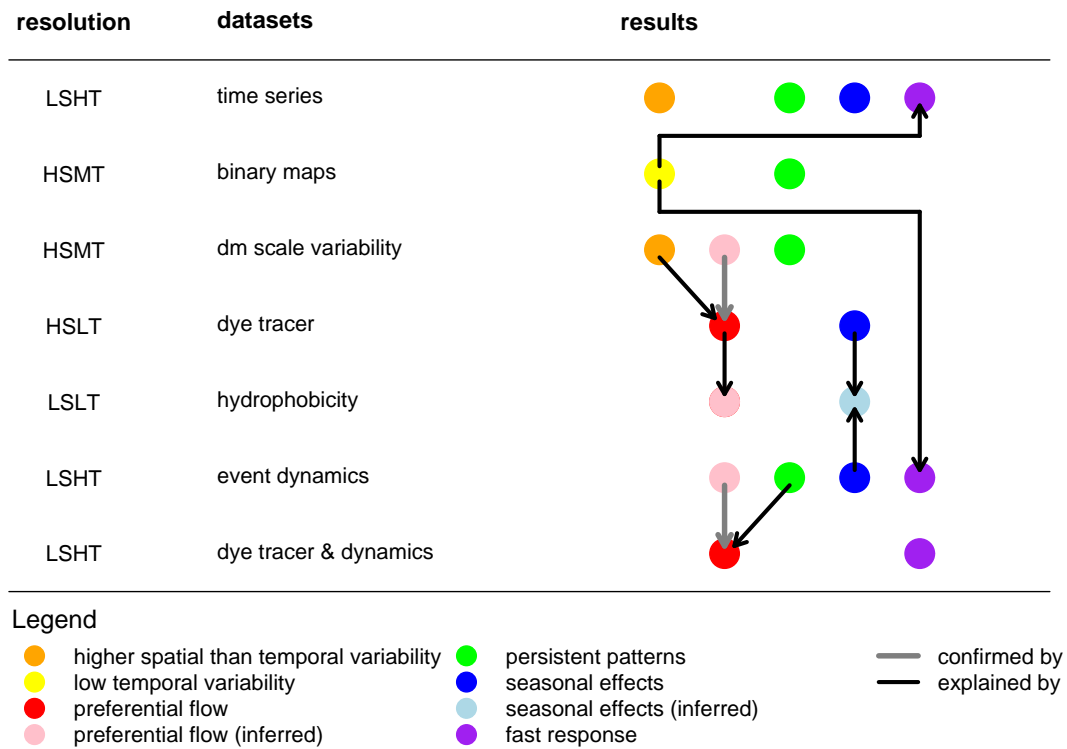 resolution datasets results
LSHT time series
HSMT binary maps
HSMT dm scale variability
HSLT dye tracer
LSLT hydrophobicity
LSHT event dynamics
LSHT dye tracer & dynamics
Legend
higher spatial than temporal variability persistent patterns confirmed by
low temporal variability seasonal effects explained by
preferential flow seasonal effects (inferred)
preferential flow (inferred) fast response